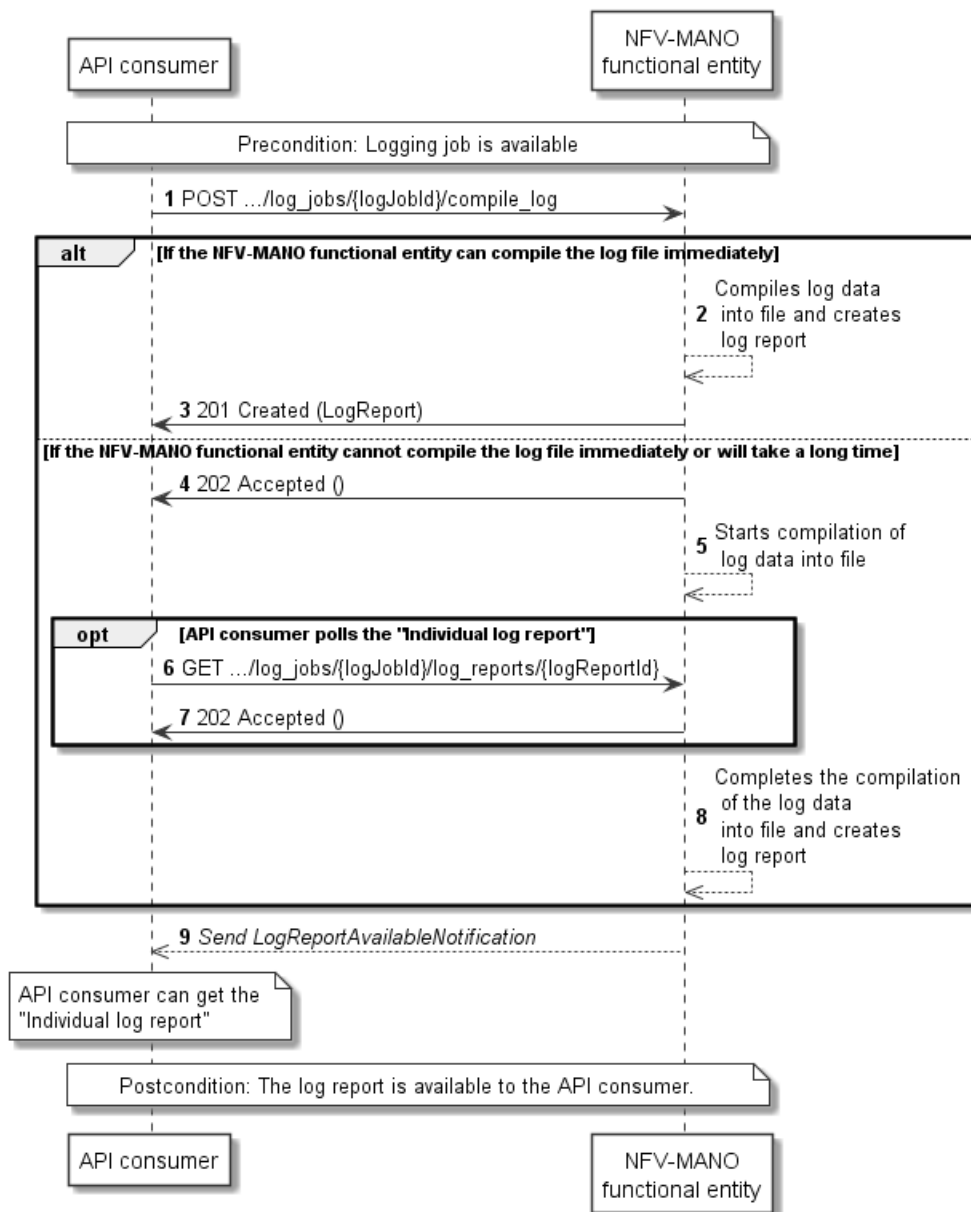 API consumer
NFV-MANO
functional entity
Precondition: Logging job is available
1 POST .../log_jobs/{logJobId}/compile_log
alt [If the NFV-MANO functional entity can compile the log file immediately]
Compiles log data
2 into file and creates
log report
3 201 Created (LogReport)
[If the NFV-MANO functional entity cannot compile the log file immediately or will take a long time]
4 202 Accepted ()
5 Starts compilation of
log data into file
opt [API consumer polls the "Individual log report"]
6 GET .../log_jobs/{logJobId}/log_reports/{logReportId}
7 202 Accepted ()
Completes the compilation
of the log data
8 into file and creates
log report
9 Send LogReportAvailableNotification
API consumer can get the
"Individual log report"
Postcondition: The log report is available to the API consumer.
API consumer
NFV-MANO
functional entity